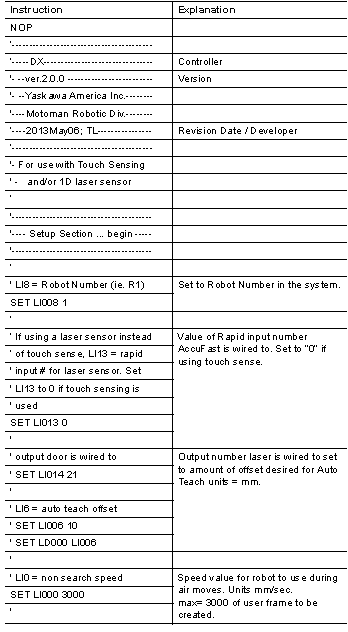 Instruction Explanation
NOP
'-----------------------------------------
'----- DX-------------------------------- Controller
'- --ver.2.0.0 ------------------------- Version
'- --Yaskawa America Inc.--------
'---- Motoman Robotic Div.--------
'----2013May06; TL---------------- Revision Date / Developer
'-----------------------------------------
'- For use with Touch Sensing
' - and/or 1D laser sensor
'
'-----------------------------------------
'---- Setup Section ... begin -----
'-----------------------------------------
'
' LI8 = Robot Number (ie. R1) Set to Robot Number in the system.
SET LI008 1
'
' If using a laser sensor instead Value of Rapid input number
' of touch sense, LI13 = rapid AccuFast is wired to. Set to "0" if
' input # for laser sensor. Set using touch sense.
' LI13 to 0 if touch sensing is
' used
SET LI013 0
'
' output door is wired to Output number laser is wired to set
' SET LI014 21 to amount of offset desired for Auto
' Teach units = mm.
' LI6 = auto teach offset
' SET LI006 10
' SET LD000 LI006
'
' LI0 = non search speed Speed value for robot to use during
SET LI000 3000 air moves. Units mm/sec.
' max= 3000 of user frame to be
created.